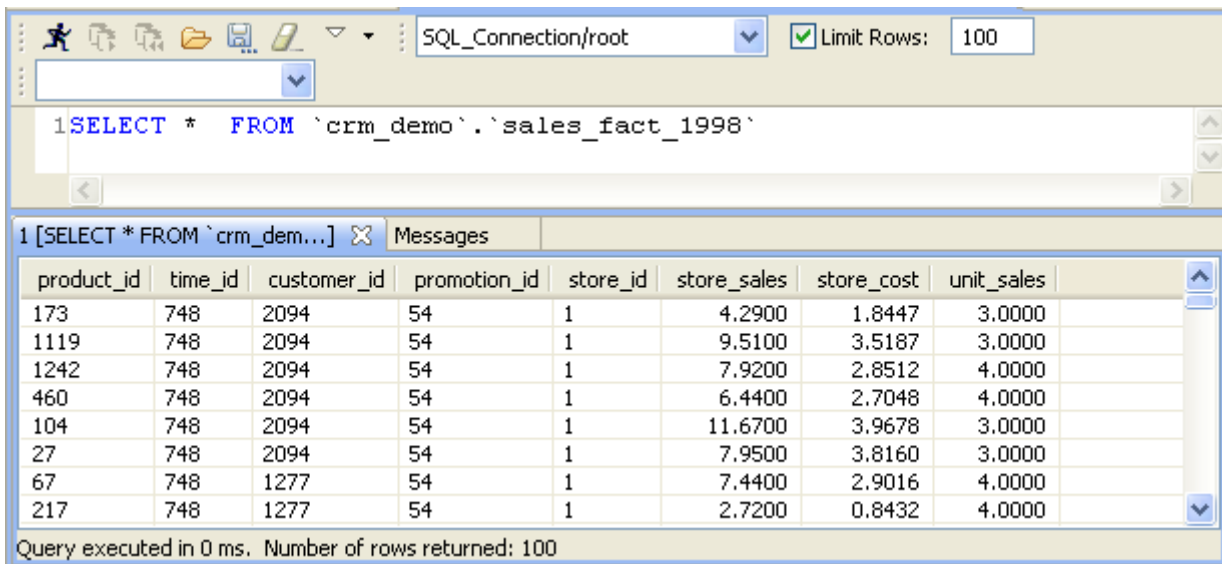 SQL_Connection/root Limit Rows: 100
1SELECT *  FROM `crm_demo`.`sales_fact_1998`
1 [SELECT * FROM `crm_dem...] Messages
product_id time_id customer_id promotion_id store_id store_sales store_cost unit_sales
173 748 2094 54 1 4.2900 1.8447 3.0000
1119 748 2094 54 1 9.5100 3.5187 3.0000
1242 748 2094 54 1 7.9200 2.8512 4.0000
460 748 2094 54 1 6.4400 2.7048 4.0000
104 748 2094 54 1 11.6700 3.9678 3.0000
27 748 2094 54 1 7.9500 3.8160 3.0000
67 748 1277 54 1 7.4400 2.9016 4.0000
217 748 1277 54 1 2.7200 0.8432 4.0000
Query executed in 0 ms.  Number of rows returned: 100